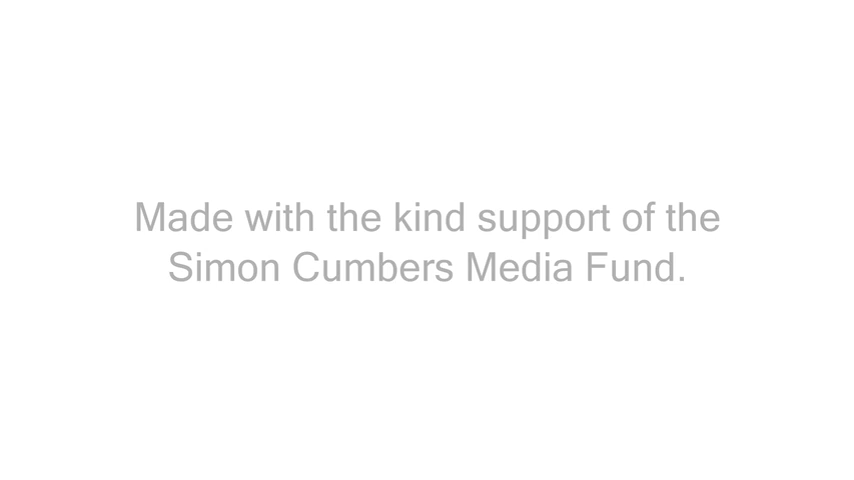 Made with the kind support of the
Simon Cumbers Media Fund.